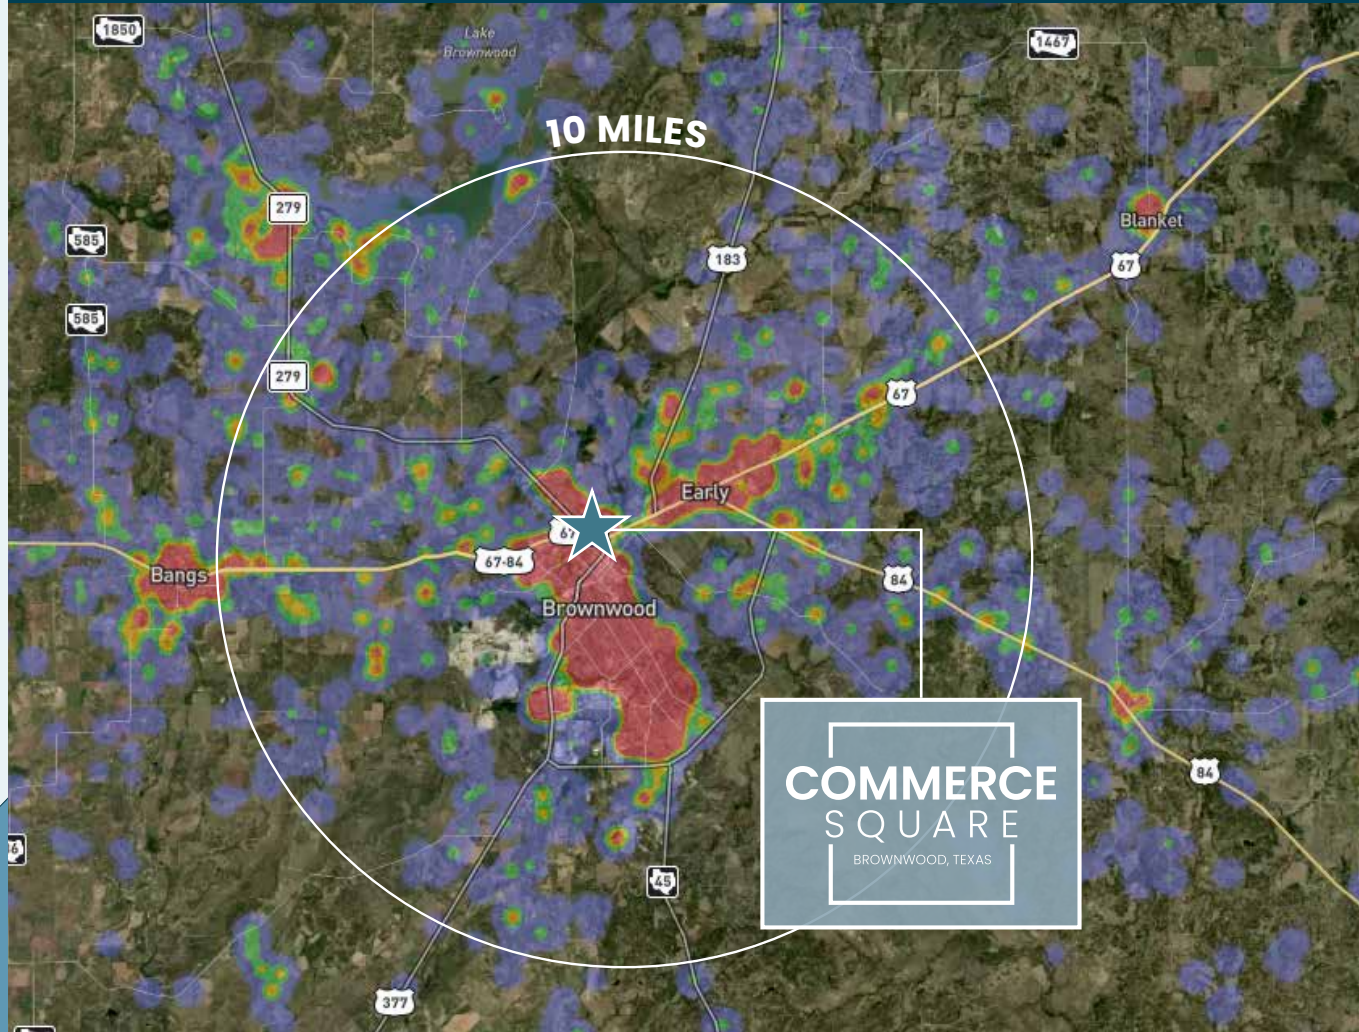 1850
Lake
Brownwood
1467
10 MILES
279
Blanket
585
183
67
585
279
67
Early
67
67-84
Bangs
84
Brownwood
COMMERCE
SQUARE
BROWNWOOD, TEXAS
84
45
377